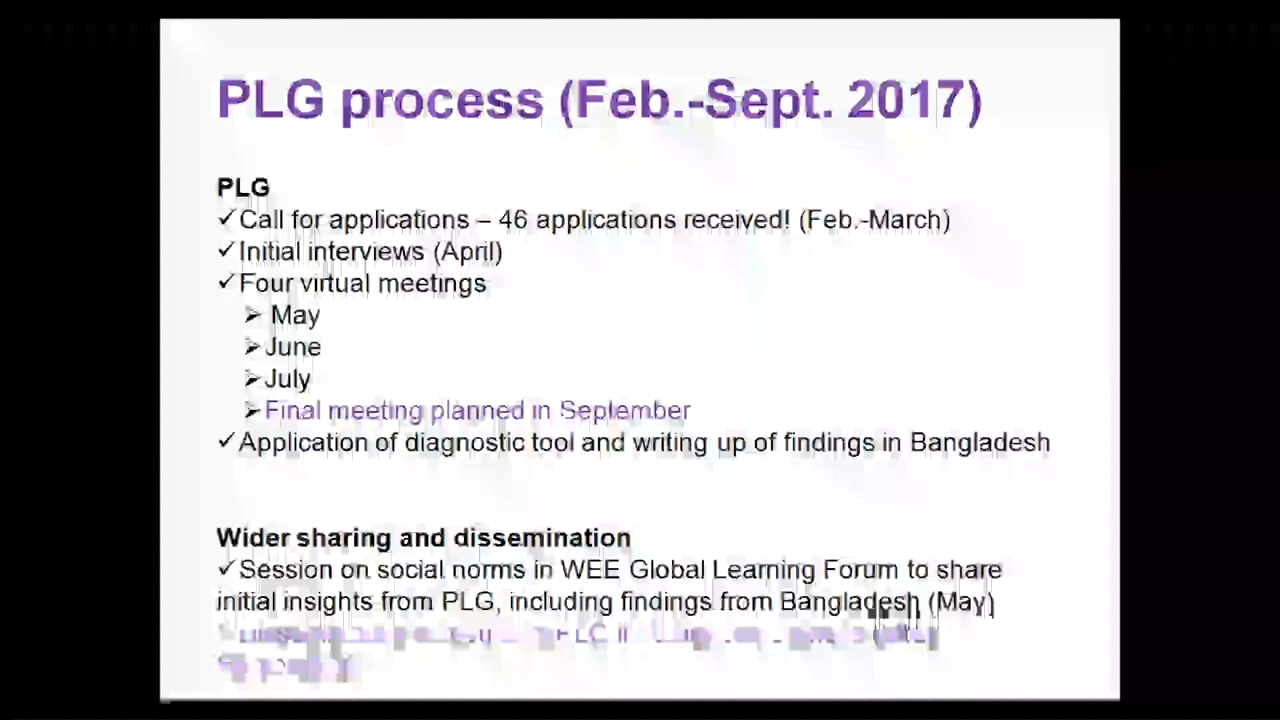 PLG process (Feb.-Sept. 2017)
PLG
✓Call for applications – 46 applications received! (Feb.-March)
✓Initial interviews (April)
✓Four virtual meetings
➢ May
➢June
➢July
➢Final meeting planned in September
✓Application of diagnostic tool and writing up of findings in Bangladesh
Wider sharing and dissemination
✓Session on social norms in WEE Global Learning Forum to share
initial insights from PLG, including findings from Bangladesh (May)